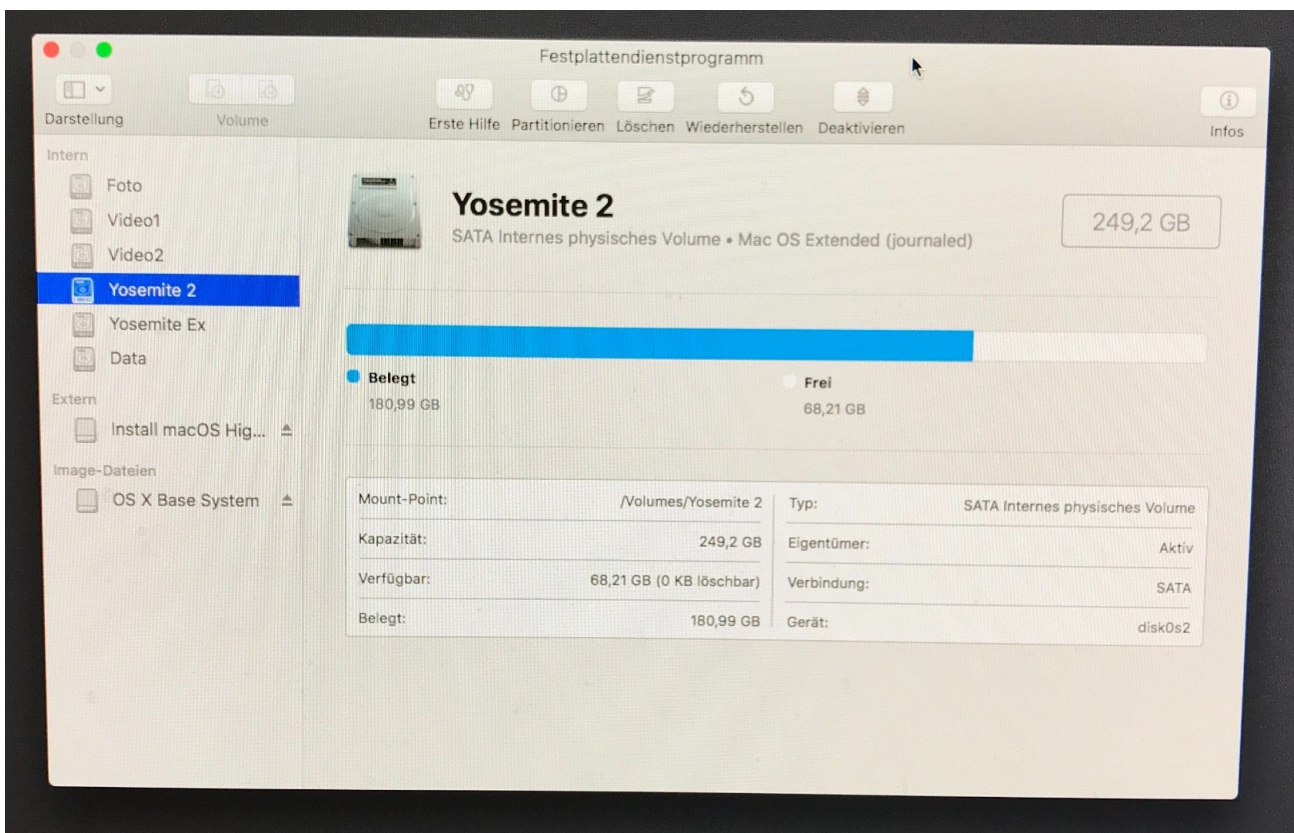 Festplattendienstprogramm
Darstellung
Volume
Erste Hilfe
Partitionieren
Löschen
Wiederherstellen
Deaktivieren
Infos
Intern
Foto
Video1
Video2
Yosemite 2
Yosemite Ex
Data
Extern
Install macOS Hig...
Image-Dateien
OS X Base System
Yosemite 2
SATA Internes physisches Volume • Mac OS Extended (journaled)
249,2 GB
Belegt
180,99 GB
Frei
68,21 GB
Mount-Point: /Volumes/Yosemite 2
Kapazität: 249,2 GB
Verfügbar: 68,21 GB (0 KB löschbar)
Belegt: 180,99 GB
Typ: SATA Internes physisches Volume
Eigentümer: Aktiv
Verbindung: SATA
Gerät: disk0s2